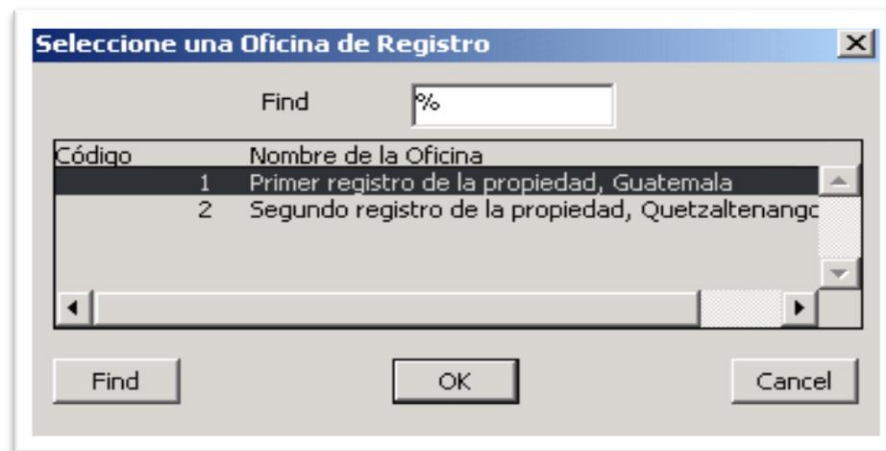 Seleccione una Oficina de Registro
Find %
Código Nombre de la Oficina
1 Primer registro de la propiedad, Guatemala
2 Segundo registro de la propiedad, Quetzaltenango
Find OK Cancel